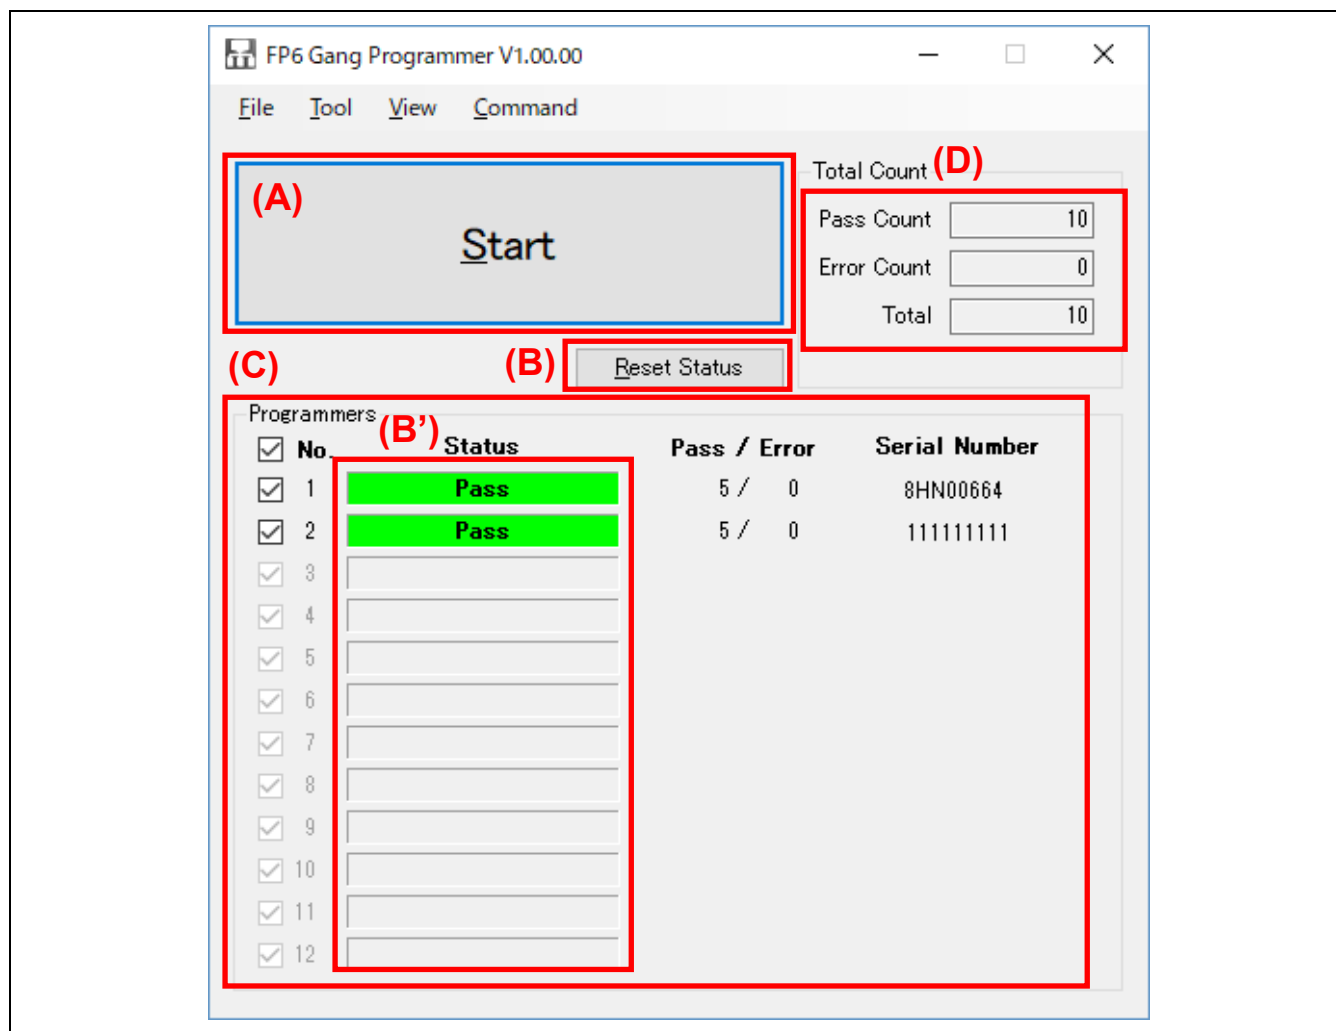 FP6 Gang Programmer V1.00.00
File Tool View Command
(A)
Start
Total Count (D)
Pass Count 10
Error Count 0
Total 10
(C)
(B)
Reset Status
Programmers
(B’)
No. Status Pass / Error Serial Number
1 Pass 5 / 0 8HN00664
2 Pass 5 / 0 111111111
3
4
5
6
7
8
9
10
11
12